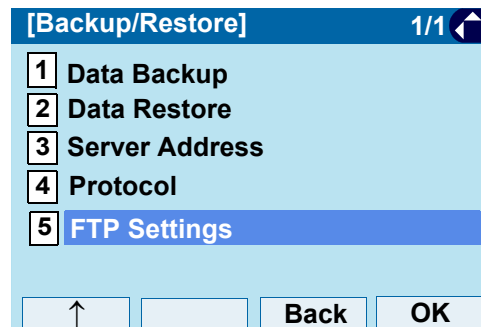 [Backup/Restore] 1/1
1 Data Backup
2 Data Restore
3 Server Address
4 Protocol
5 FTP Settings
↑ Back OK